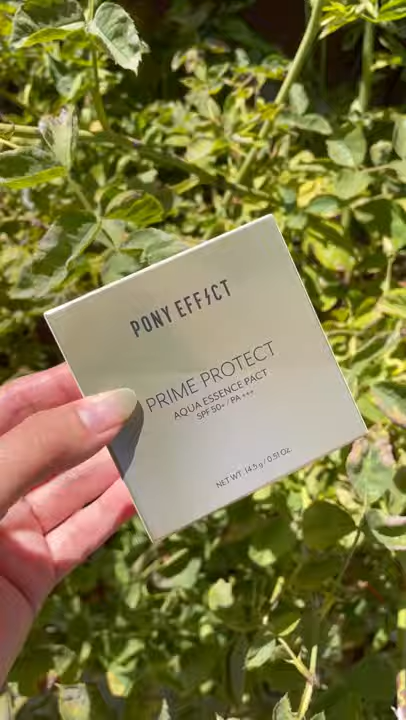 PONY EFFECT
PRIME PROTECT
AQUA ESSENCE PACT
SPF 50+ / PA +++
NET WT. 14.5 g / 0.51 OZ.